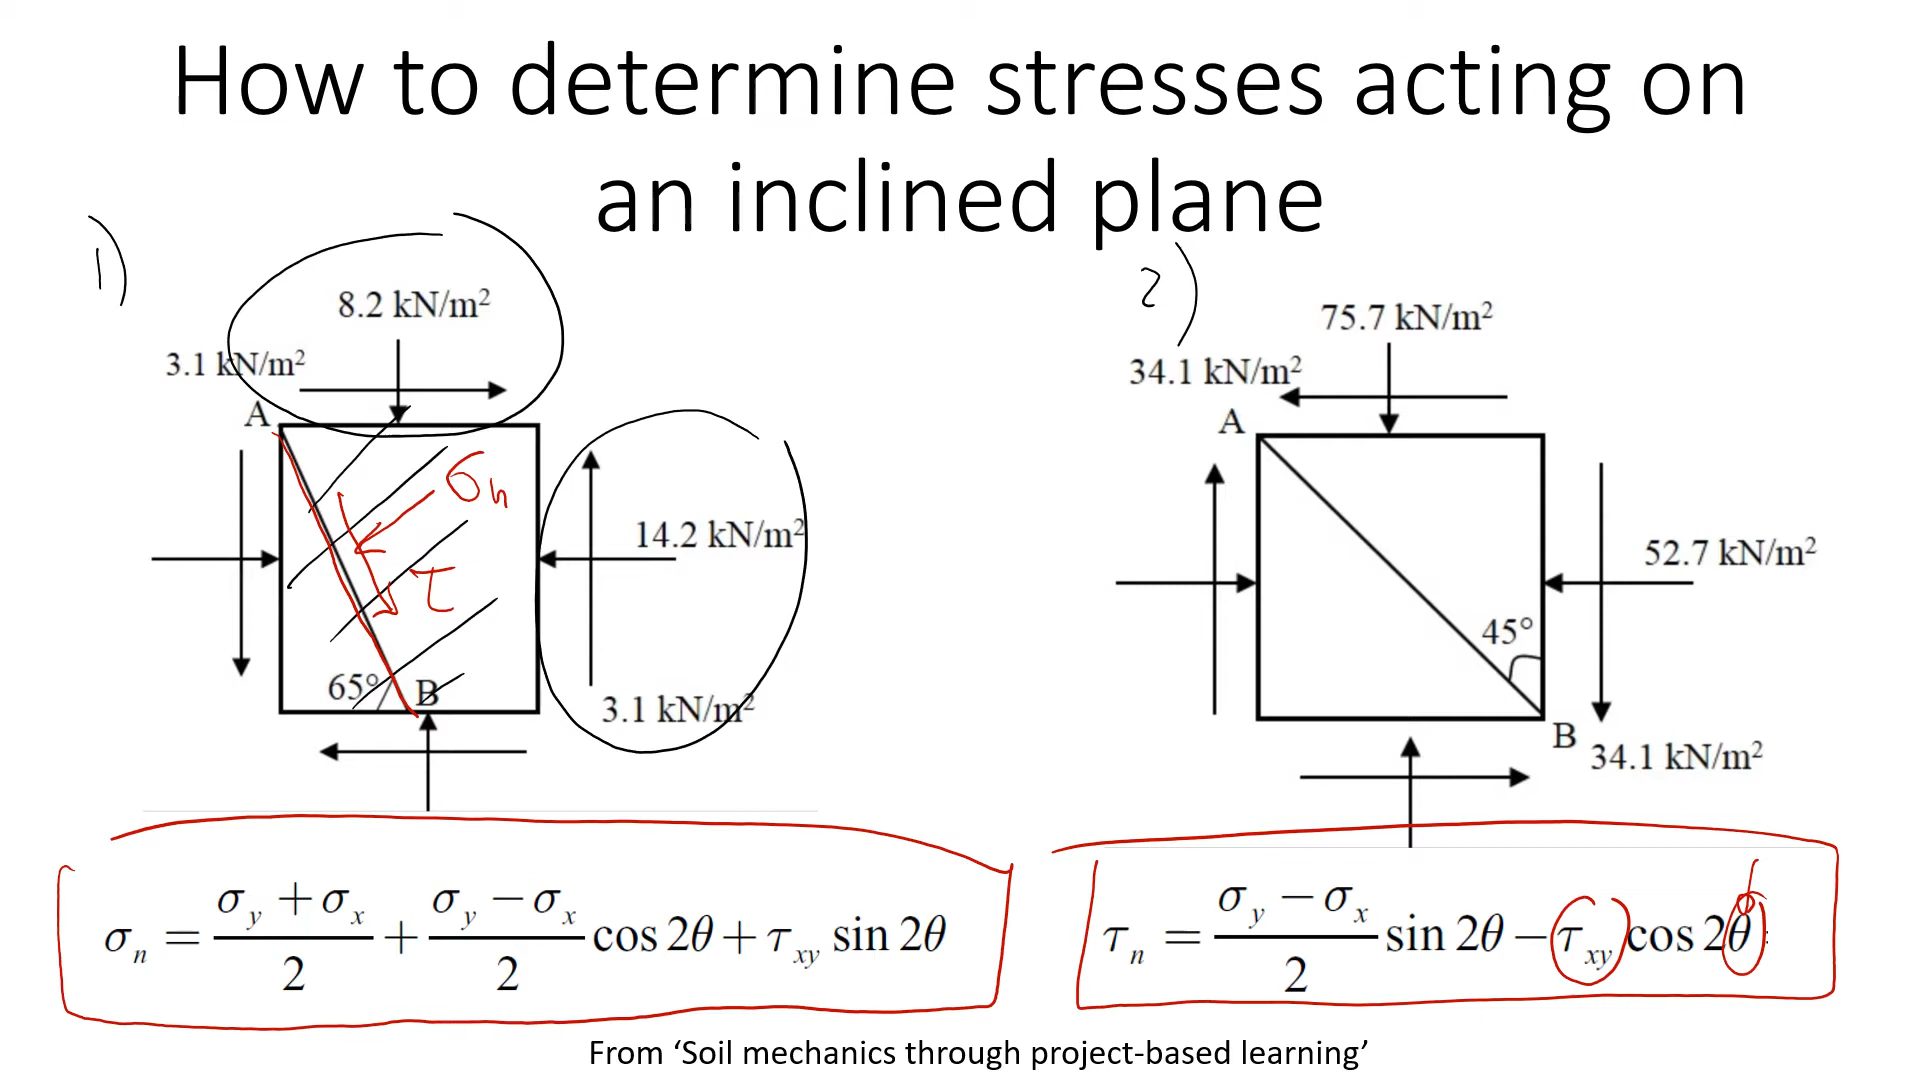 How to determine stresses acting on
an inclined plane
1)
8.2 kN/m²
3.1 kN/m²
A
σn
14.2 kN/m²
τ
65°
B
3.1 kN/m²
2)
75.7 kN/m²
34.1 kN/m²
A
52.7 kN/m²
45°
B
34.1 kN/m²
σn = (σy + σx)/2 + (σy − σx)/2 cos 2θ + τxy sin 2θ
τn = (σy − σx)/2 sin 2θ − τxy cos 2θ
From ‘Soil mechanics through project-based learning’